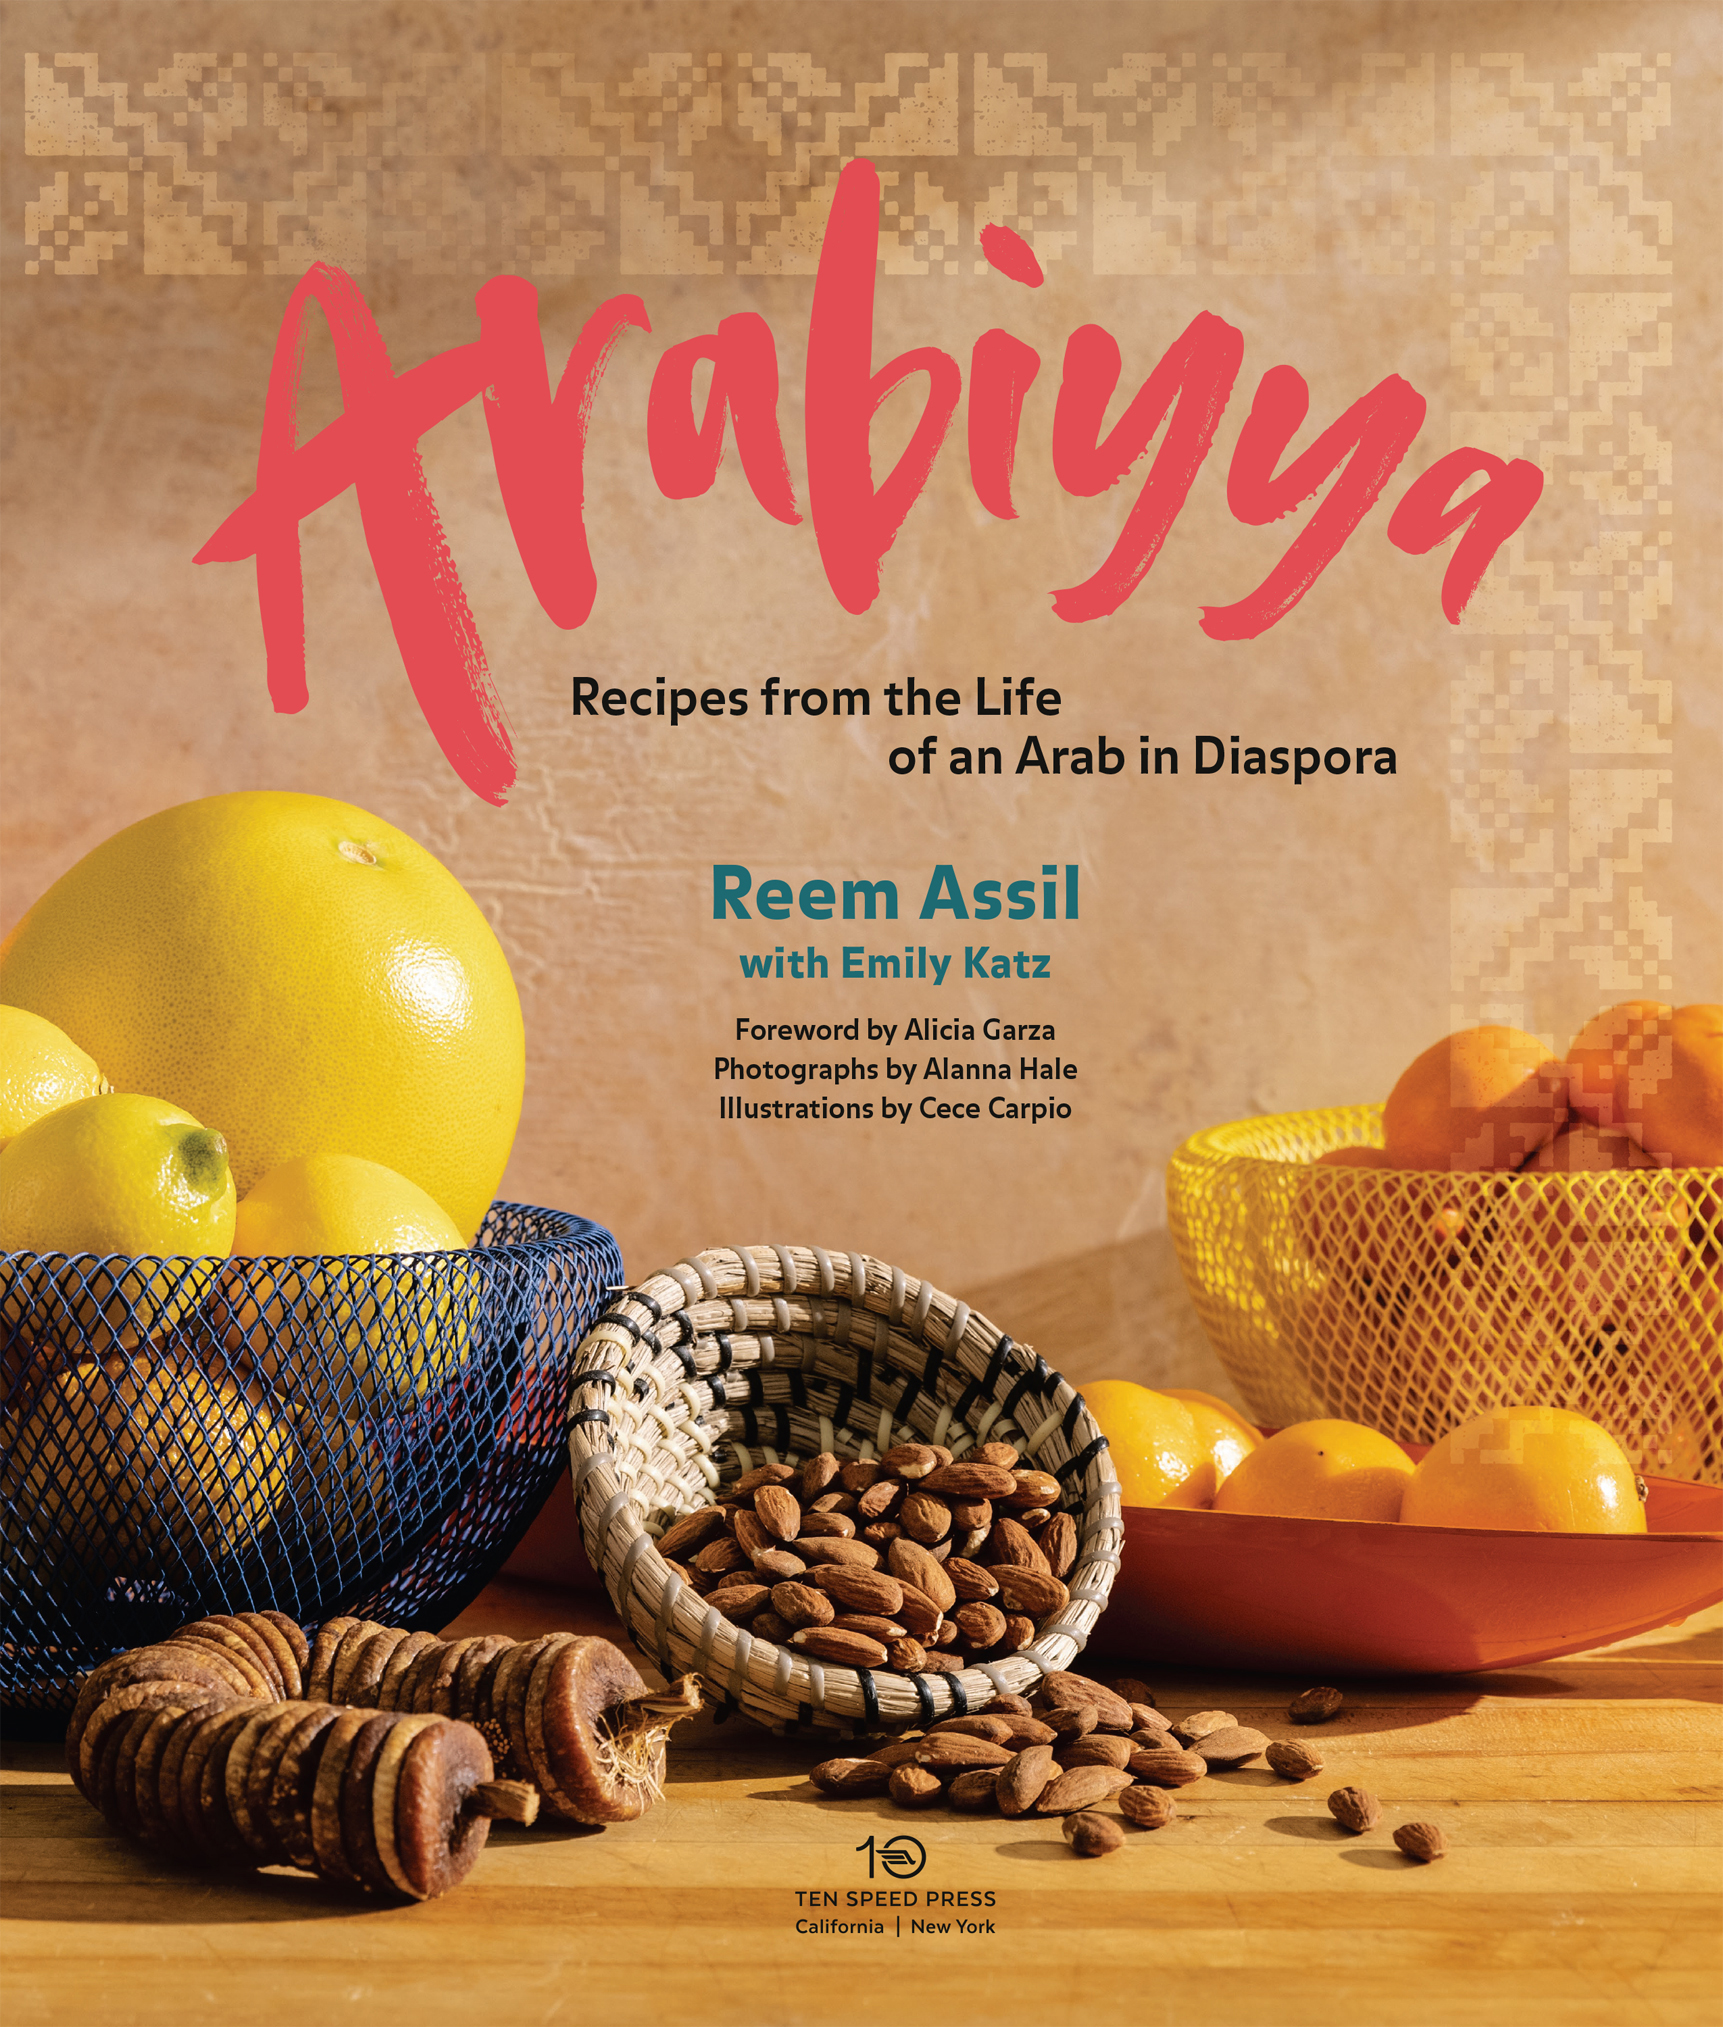 Arabiyya
Recipes from the Life
of an Arab in Diaspora
Reem Assil
with Emily Katz
Foreword by Alicia Garza
Photographs by Alanna Hale
Illustrations by Cece Carpio
10
TEN SPEED PRESS
California | New York